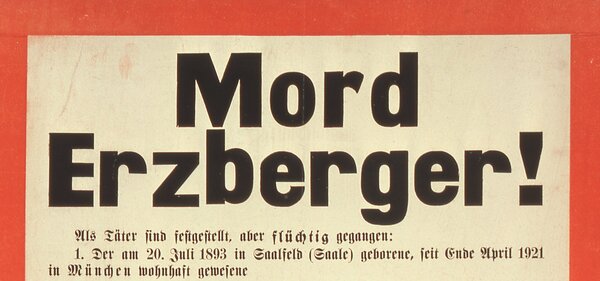 Mord
Erzberger!
Als Täter sind festgestellt, aber flüchtig gegangen:
1. Der am 20. Juli 1893 in Saalfeld (Saale) geborene, seit Ende April 1921
in München wohnhaft gewesene